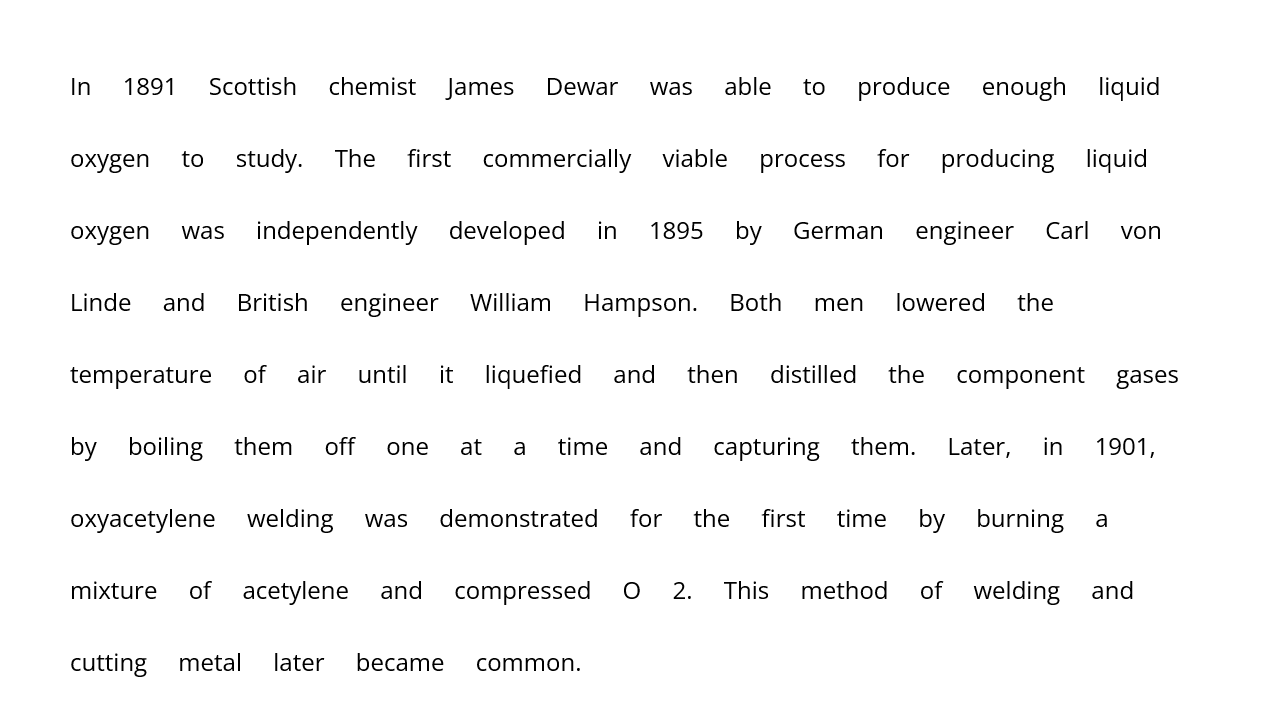 In 1891 Scottish chemist James Dewar was able to produce enough liquid
oxygen to study. The first commercially viable process for producing liquid
oxygen was independently developed in 1895 by German engineer Carl von
Linde and British engineer William Hampson. Both men lowered the
temperature of air until it liquefied and then distilled the component gases
by boiling them off one at a time and capturing them. Later, in 1901,
oxyacetylene welding was demonstrated for the first time by burning a
mixture of acetylene and compressed O 2. This method of welding and
cutting metal later became common.